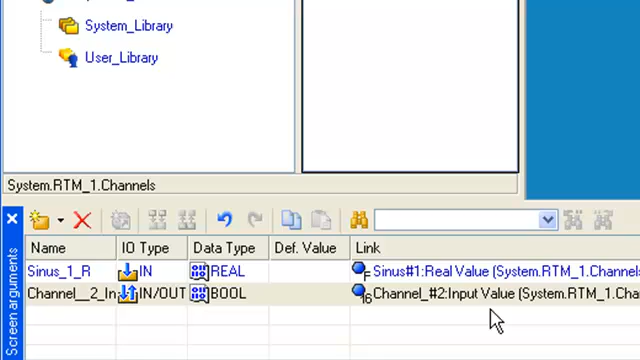 System_Library
User_Library
System.RTM_1.Channels
Name IO Type Data Type Def. Value Link
Sinus_1_R IN REAL F Sinus#1:Real Value (System.RTM_1.Channels
Channel__2_In IN/OUT BOOL 16 Channel_#2:Input Value (System.RTM_1.Cha
Screen arguments